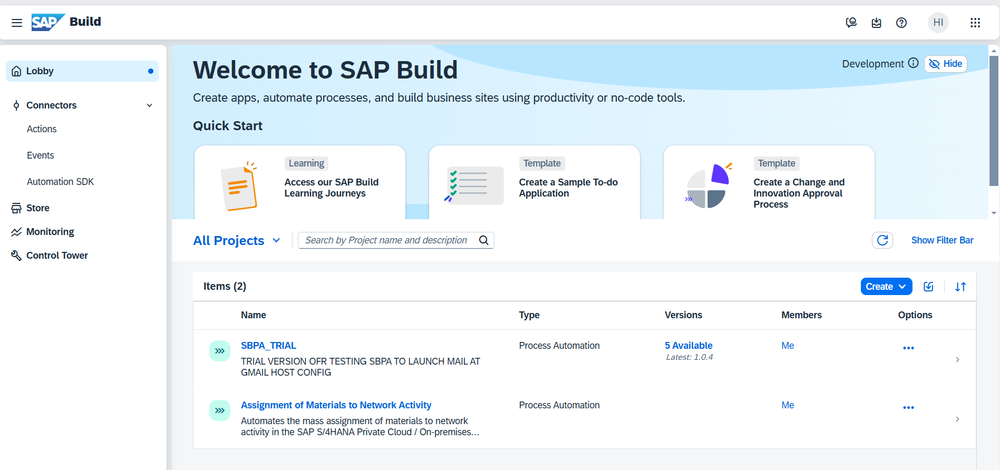 SAP Build
HI
Lobby
Connectors
Actions
Events
Automation SDK
Store
Monitoring
Control Tower
Welcome to SAP Build
Development
Hide
Create apps, automate processes, and build business sites using productivity or no-code tools.
Quick Start
Learning
Access our SAP Build
Learning Journeys
Template
Create a Sample To-do
Application
Template
Create a Change and
Innovation Approval
Process
All Projects
Search by Project name and description
Show Filter Bar
Items (2)
Create
Name
Type
Versions
Members
Options
SBPA_TRIAL
Process Automation
5 Available
Me
Latest: 1.0.4
TRIAL VERSION OFR TESTING SBPA TO LAUNCH MAIL AT
GMAIL HOST CONFIG
Assignment of Materials to Network Activity
Process Automation
Me
Automates the mass assignment of materials to network
activity in the SAP S/4HANA Private Cloud / On-premises...